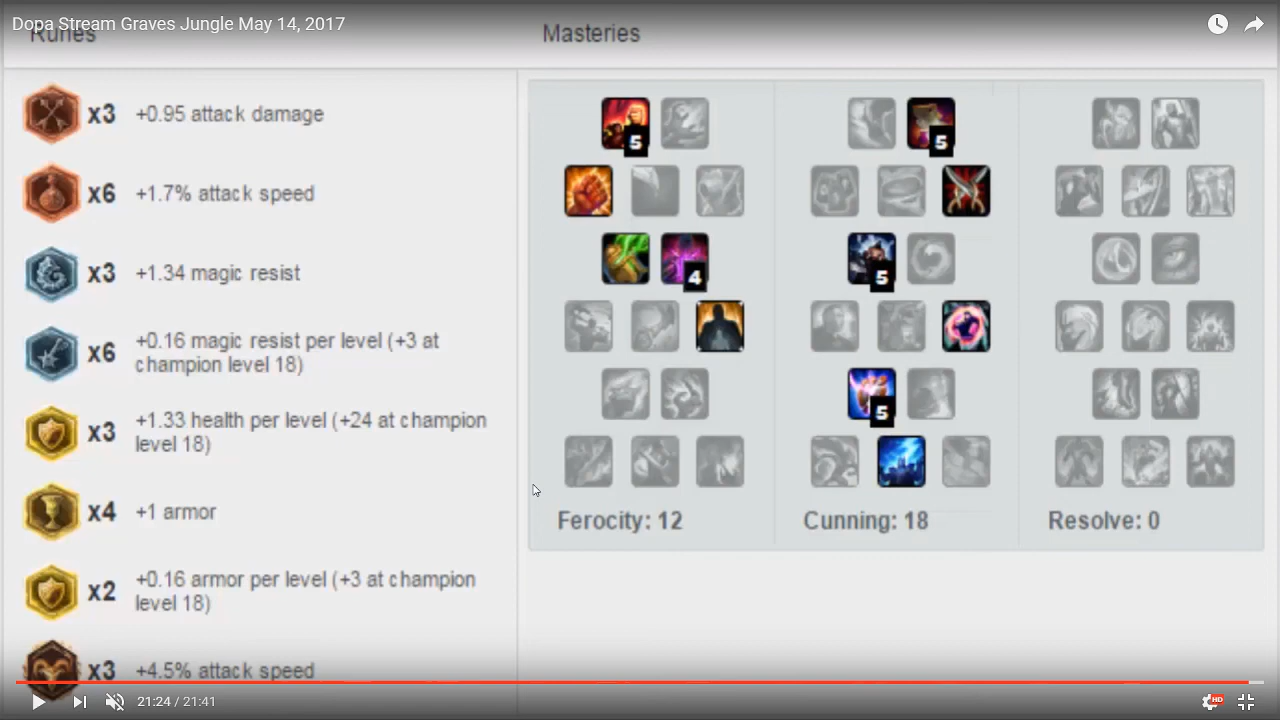 Dopa Stream Graves Jungle May 14, 2017
Runes
Masteries
x3 +0.95 attack damage
x6 +1.7% attack speed
x3 +1.34 magic resist
x6 +0.16 magic resist per level (+3 at
champion level 18)
x3 +1.33 health per level (+24 at champion
level 18)
x4 +1 armor
x2 +0.16 armor per level (+3 at champion
level 18)
x3 +4.5% attack speed
5
5
4
5
5
Ferocity: 12
Cunning: 18
Resolve: 0
21:24 / 21:41
HD